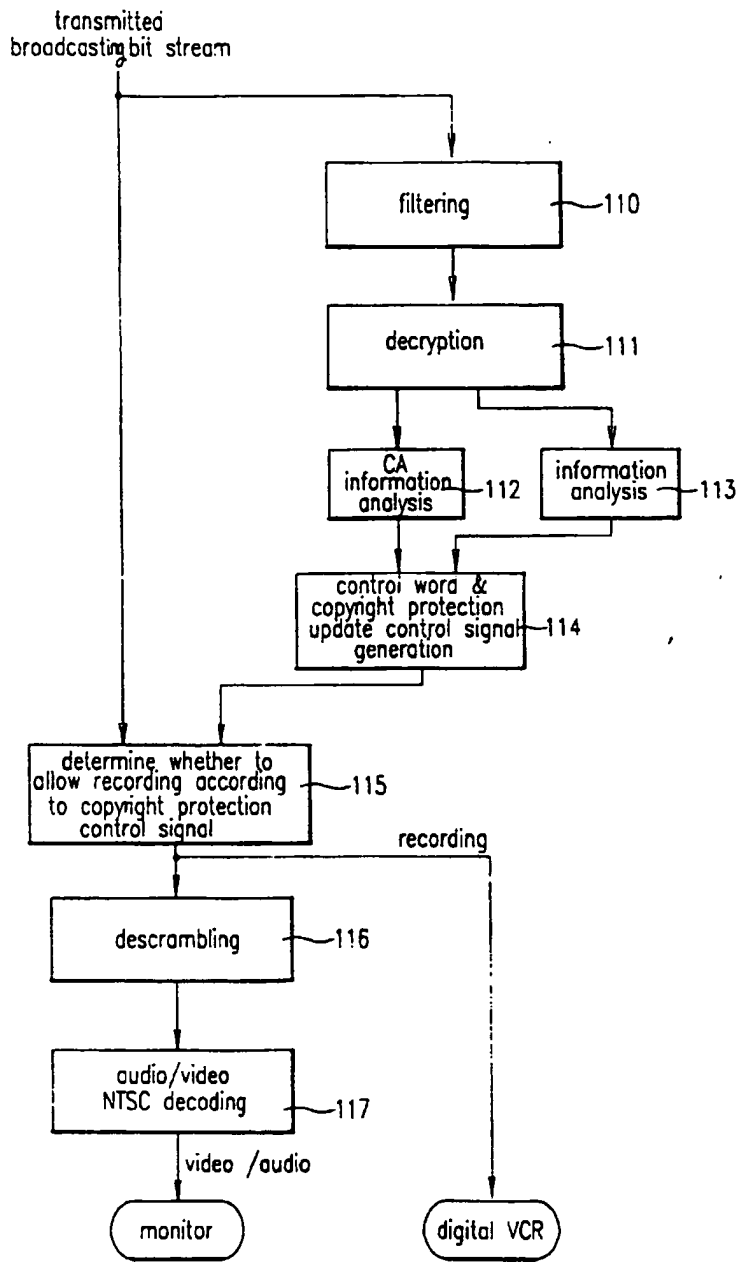 transmitted
broadcasting bit stream
filtering
110
decryption
111
CA
information
analysis
112
information
analysis
113
control word &
copyright protection
update control signal
generation
114
determine whether to
allow recording according
to copyright protection
control signal
115
recording
descrambling
116
audio/video
NTSC decoding
117
video /audio
monitor
digital VCR